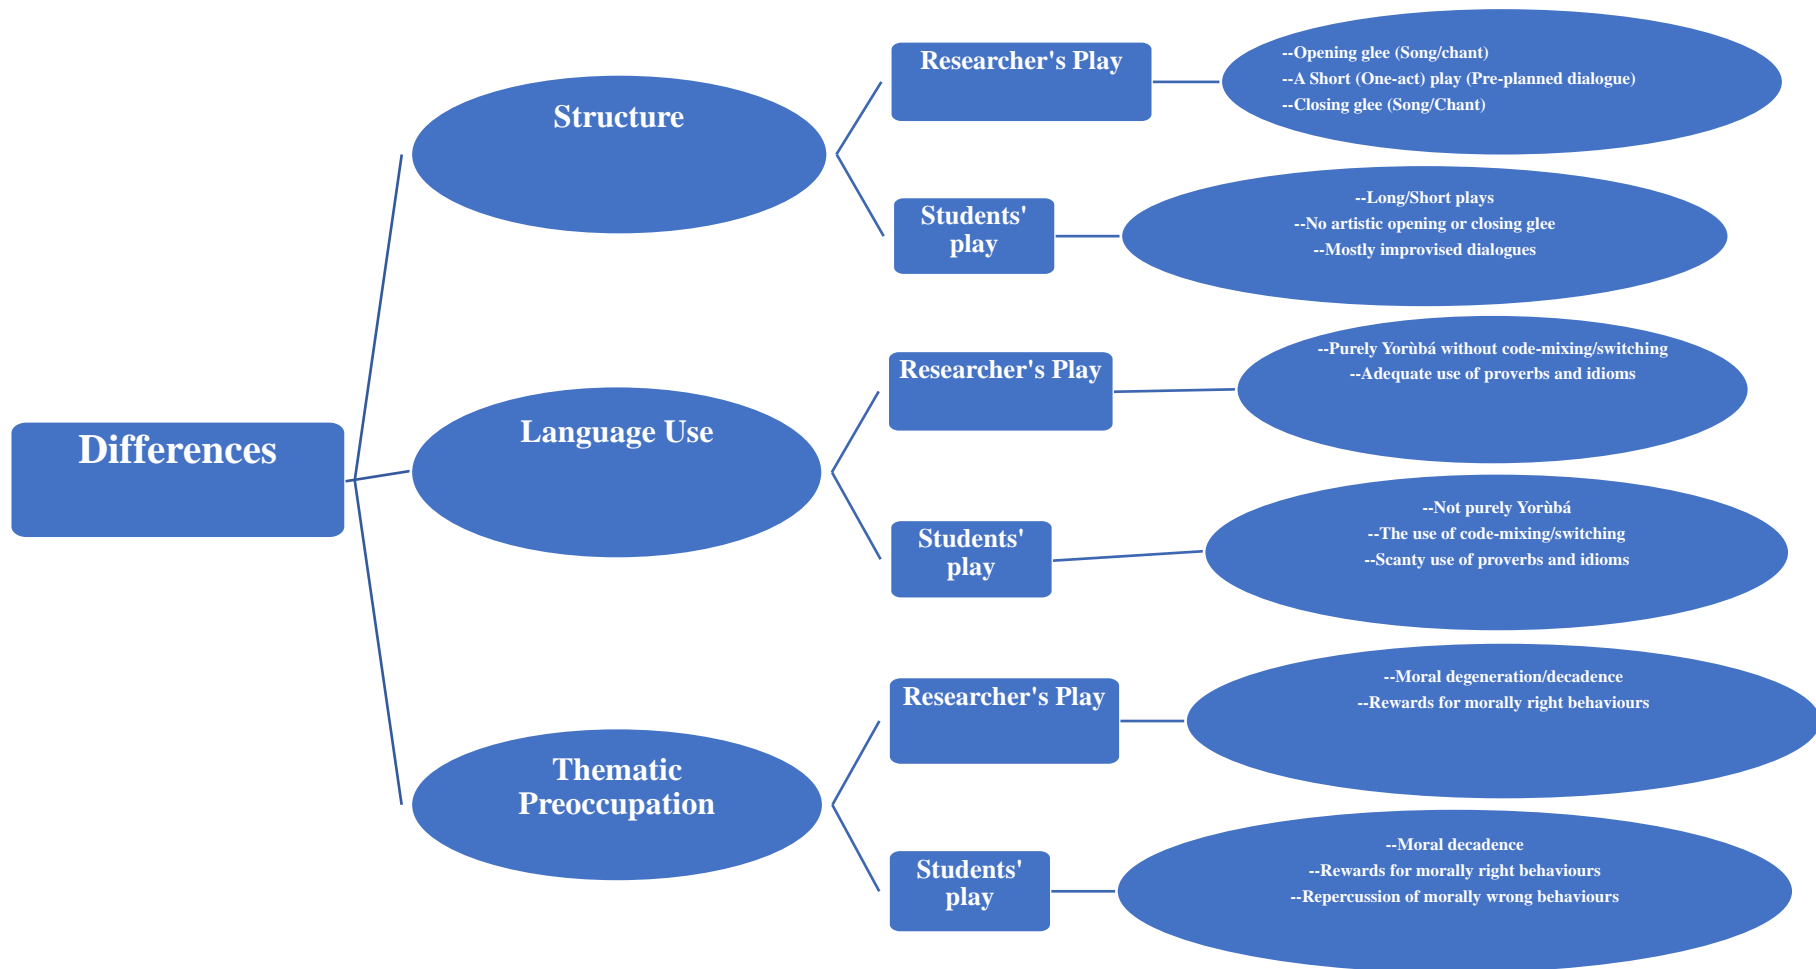 Differences
Structure
Researcher's Play
--Opening glee (Song/chant)
--A Short (One-act) play (Pre-planned dialogue)
--Closing glee (Song/Chant)
Students'
play
--Long/Short plays
--No artistic opening or closing glee
--Mostly improvised dialogues
Language Use
Researcher's Play
--Purely Yorùbá without code-mixing/switching
--Adequate use of proverbs and idioms
Students'
play
--Not purely Yorùbá
--The use of code-mixing/switching
--Scanty use of proverbs and idioms
Thematic
Preoccupation
Researcher's Play
--Moral degeneration/decadence
--Rewards for morally right behaviours
Students'
play
--Moral decadence
--Rewards for morally right behaviours
--Repercussion of morally wrong behaviours